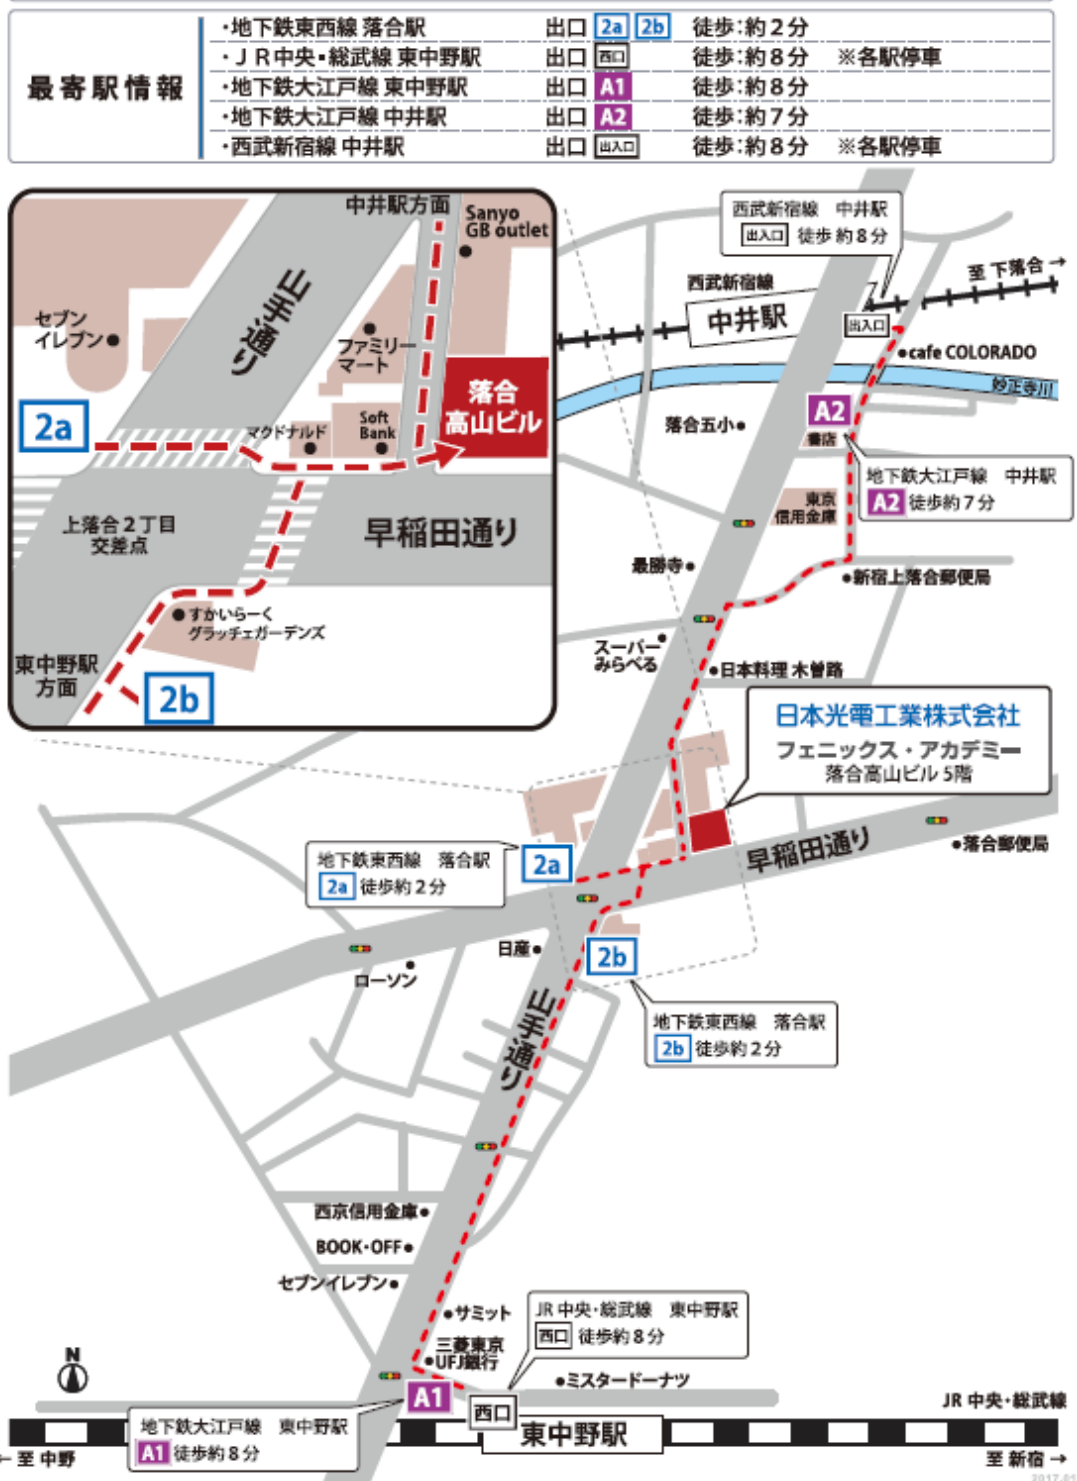 最寄駅情報
・地下鉄東西線 落合駅 出口 2a 2b 徒歩：約２分
・ＪＲ中央・総武線 東中野駅 出口 西口 徒歩：約８分 ※各駅停車
・地下鉄大江戸線 東中野駅 出口 A1 徒歩：約８分
・地下鉄大江戸線 中井駅 出口 A2 徒歩：約７分
・西武新宿線 中井駅 出口 出入口 徒歩：約８分 ※各駅停車
中井駅方面
Sanyo
GB outlet
山手通り
セブン
イレブン
ファミリー
マート
落合
高山ビル
2a
マクドナルド
Soft
Bank
上落合２丁目
交差点
早稲田通り
すかいらーく
グラッチェガーデンズ
東中野駅
方面
2b
西武新宿線 中井駅
出入口 徒歩 約８分
至 下落合→
西武新宿線
中井駅
出入口
cafe COLORADO
妙正寺川
A2
書店
落合五小
地下鉄大江戸線 中井駅
A2 徒歩約７分
東京
信用金庫
最勝寺
新宿上落合郵便局
スーパー
みらべる
日本料理 木曽路
日本光電工業株式会社
フェニックス・アカデミー
落合高山ビル 5階
早稲田通り
落合郵便局
地下鉄東西線 落合駅
2a 徒歩約２分
2a
日産
2b
ローソン
山手通り
地下鉄東西線 落合駅
2b 徒歩約２分
西京信用金庫
BOOK・OFF
セブンイレブン
サミット
三菱東京
UFJ銀行
JR 中央・総武線 東中野駅
西口 徒歩約８分
ミスタードーナツ
N
A1
西口
JR 中央・総武線
地下鉄大江戸線 東中野駅
A1 徒歩約８分
東中野駅
←至 中野
至 新宿→
2017.01